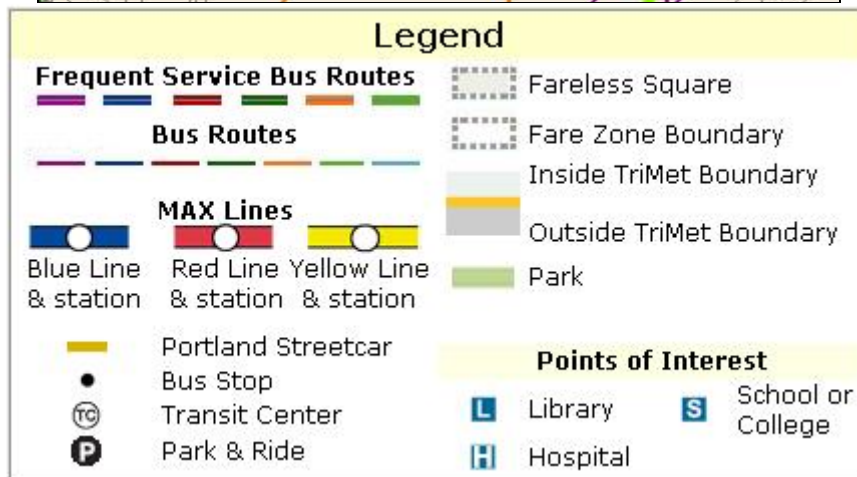 Legend
Frequent Service Bus Routes
Bus Routes
MAX Lines
Blue Line
& station
Red Line
& station
Yellow Line
& station
Portland Streetcar
Bus Stop
TC Transit Center
P Park & Ride
Fareless Square
Fare Zone Boundary
Inside TriMet Boundary
Outside TriMet Boundary
Park
Points of Interest
L Library
H Hospital
S School or
College